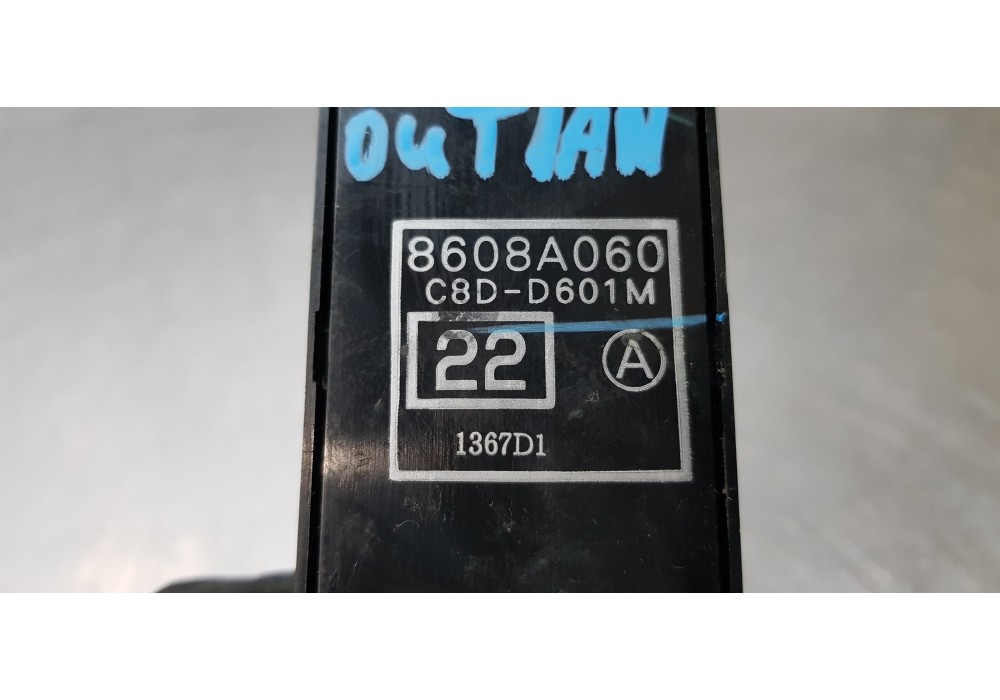 OUTLAN
8608A060
C8D-D601M
22 A
1367D1